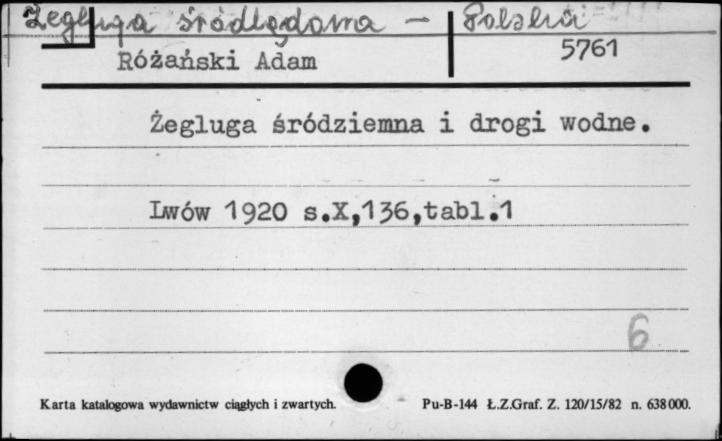 Żegluga śródlądowa - Polska
Różański Adam
5761
Żegluga śródziemna i drogi wodne.
Lwów 1920 s.X,136,tabl.1
6
Karta katalogowa wydawnictw ciągłych i zwartych. Pu-B-144 Ł.Z.Graf. Z. 120/15/82 n. 638000.